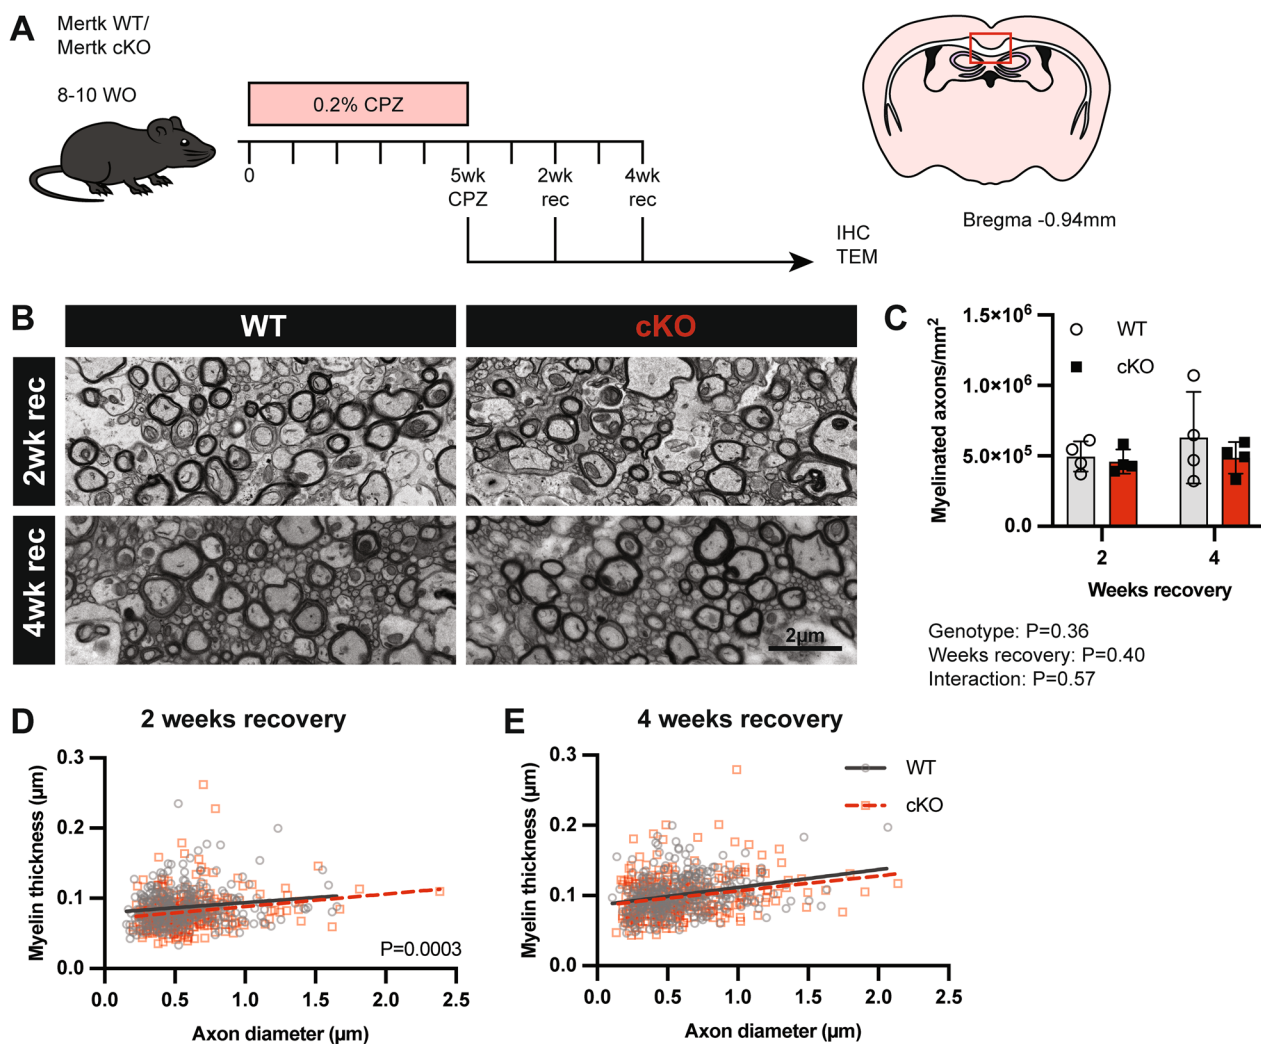 A
Mertk WT/
Mertk cKO
8-10 WO
0.2% CPZ
0
5wk
CPZ
2wk
rec
4wk
rec
IHC
TEM
Bregma -0.94mm
B
WT
cKO
2wk rec
4wk rec
2µm
C
Myelinated axons/mm²
1.5×10⁶
1.0×10⁶
5.0×10⁵
0.0
WT
cKO
2
4
Weeks recovery
Genotype: P=0.36
Weeks recovery: P=0.40
Interaction: P=0.57
D
2 weeks recovery
Myelin thickness (µm)
0.3
0.2
0.1
0.0
P=0.0003
0.0
0.5
1.0
1.5
2.0
2.5
Axon diameter (µm)
E
4 weeks recovery
Myelin thickness (µm)
0.3
0.2
0.1
0.0
WT
cKO
0.0
0.5
1.0
1.5
2.0
2.5
Axon diameter (µm)